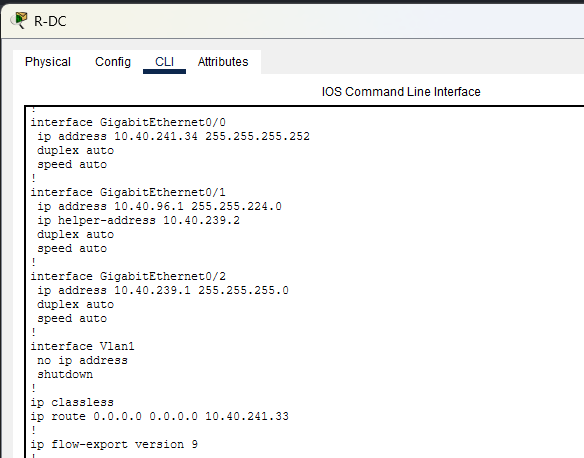 R-DC
Physical Config CLI Attributes
IOS Command Line Interface
!
interface GigabitEthernet0/0
 ip address 10.40.241.34 255.255.255.252
 duplex auto
 speed auto
!
interface GigabitEthernet0/1
 ip address 10.40.96.1 255.255.224.0
 ip helper-address 10.40.239.2
 duplex auto
 speed auto
!
interface GigabitEthernet0/2
 ip address 10.40.239.1 255.255.255.0
 duplex auto
 speed auto
!
interface Vlan1
 no ip address
 shutdown
!
ip classless
ip route 0.0.0.0 0.0.0.0 10.40.241.33
!
ip flow-export version 9
!